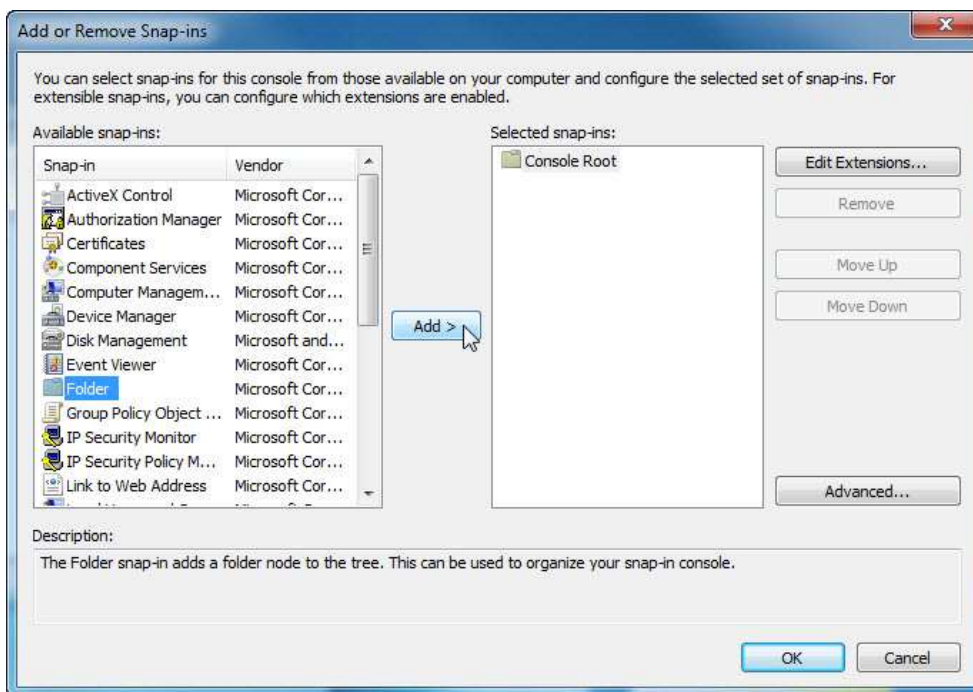 Add or Remove Snap-ins
You can select snap-ins for this console from those available on your computer and configure the selected set of snap-ins. For
extensible snap-ins, you can configure which extensions are enabled.
Available snap-ins:
Selected snap-ins:
Snap-in Vendor
ActiveX Control Microsoft Cor...
Authorization Manager Microsoft Cor...
Certificates Microsoft Cor...
Component Services Microsoft Cor...
Computer Managem... Microsoft Cor...
Device Manager Microsoft Cor...
Disk Management Microsoft and...
Event Viewer Microsoft Cor...
Folder Microsoft Cor...
Group Policy Object ... Microsoft Cor...
IP Security Monitor Microsoft Cor...
IP Security Policy M... Microsoft Cor...
Link to Web Address Microsoft Cor...
Add >
Console Root
Edit Extensions...
Remove
Move Up
Move Down
Advanced...
Description:
The Folder snap-in adds a folder node to the tree. This can be used to organize your snap-in console.
OK
Cancel